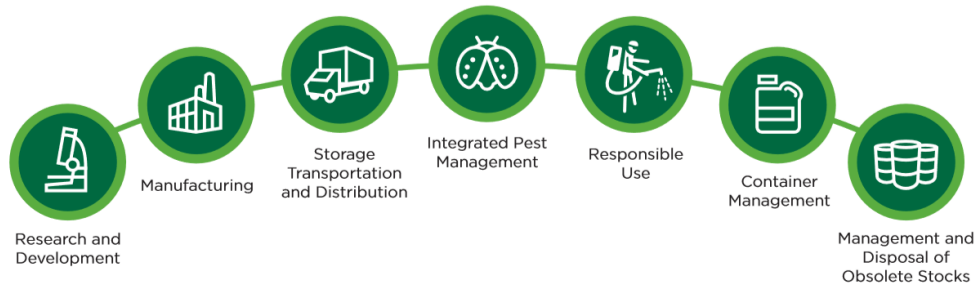 Research and
Development
Manufacturing
Storage
Transportation
and Distribution
Integrated Pest
Management
Responsible
Use
Container
Management
Management and
Disposal of
Obsolete Stocks